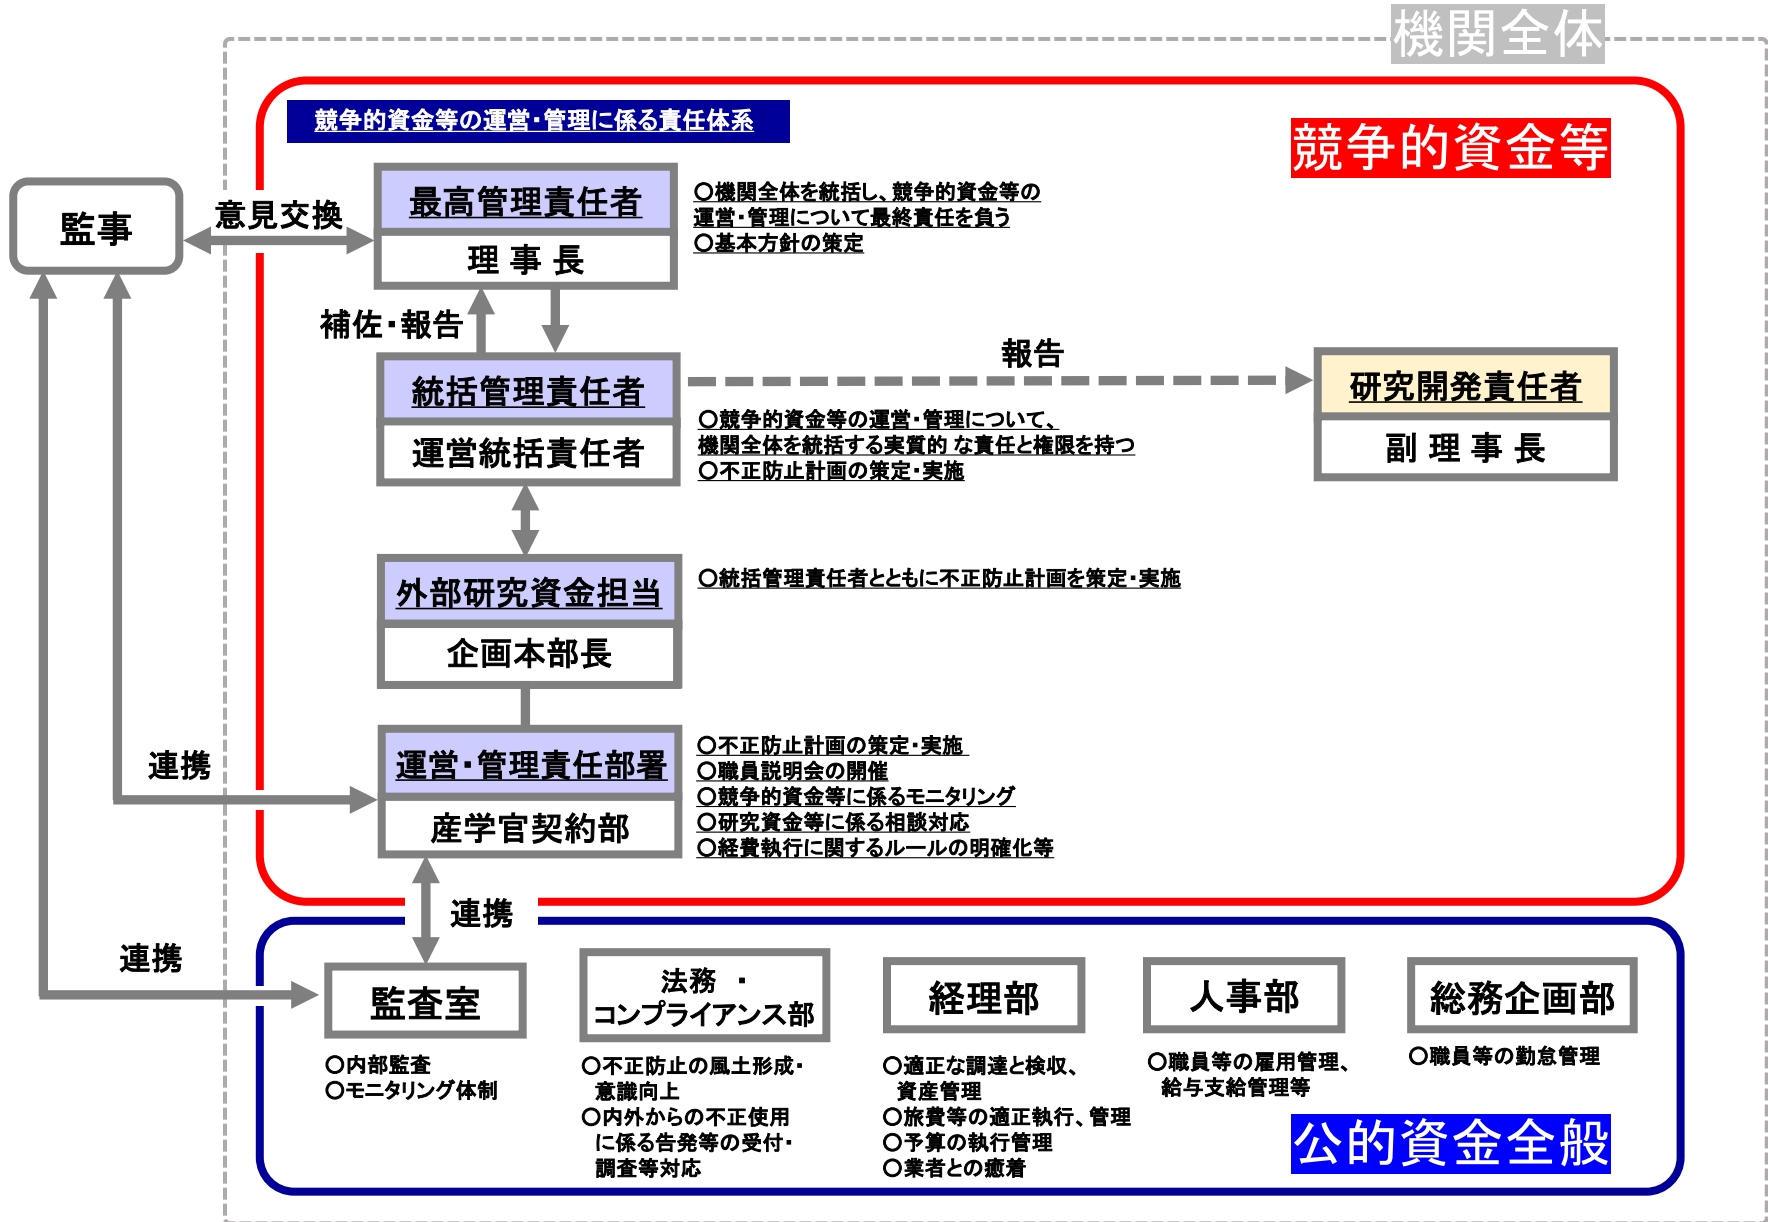 機関全体
競争的資金等の運営・管理に係る責任体系
競争的資金等
監事
意見交換
最高管理責任者
理 事 長
〇機関全体を統括し、競争的資金等の
運営・管理について最終責任を負う
〇基本方針の策定
補佐・報告
報告
統括管理責任者
運営統括責任者
〇競争的資金等の運営・管理について、
機関全体を統括する実質的 な責任と権限を持つ
〇不正防止計画の策定・実施
研究開発責任者
副 理 事 長
外部研究資金担当
企画本部長
〇統括管理責任者とともに不正防止計画を策定・実施
連携
運営・管理責任部署
産学官契約部
〇不正防止計画の策定・実施
〇職員説明会の開催
〇競争的資金等に係るモニタリング
〇研究資金等に係る相談対応
〇経費執行に関するルールの明確化等
連携
連携
監査室
〇内部監査
〇モニタリング体制
法務 ・
コンプライアンス部
〇不正防止の風土形成・
意識向上
〇内外からの不正使用
に係る告発等の受付・
調査等対応
経理部
〇適正な調達と検収、
資産管理
〇旅費等の適正執行、管理
〇予算の執行管理
〇業者との癒着
人事部
〇職員等の雇用管理、
給与支給管理等
総務企画部
〇職員等の勤怠管理
公的資金全般